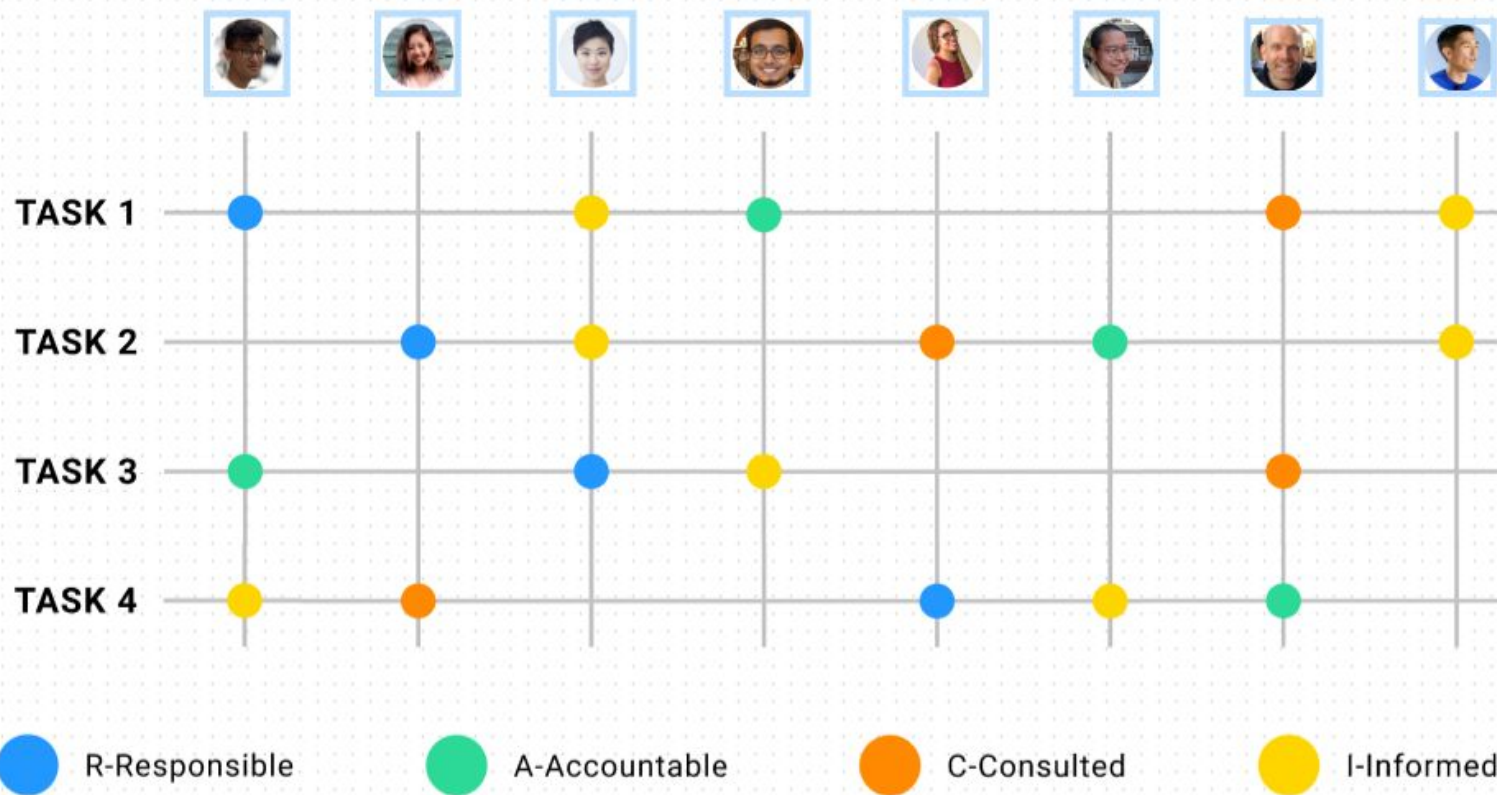 TASK 1
TASK 2
TASK 3
TASK 4
R-Responsible
A-Accountable
C-Consulted
I-Informed